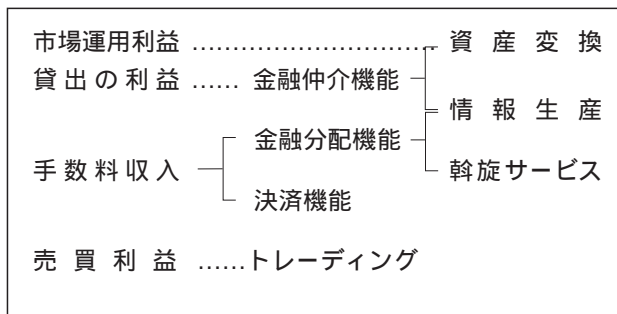 市場運用利益 ………………………… 資産変換
貸出の利益 …… 金融仲介機能
情報生産
金融分配機能
手数料収入 斡旋サービス
決済機能
売買利益 ……トレーディング